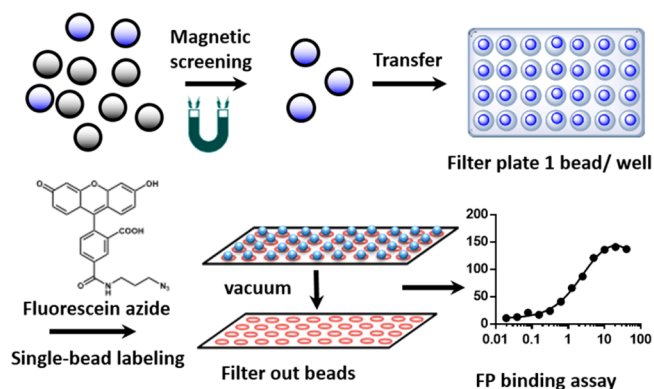 Magnetic
screening
Transfer
Filter plate 1 bead/ well
O
O
OH
COOH
O
N
H
N₃
Fluorescein azide
Single-bead labeling
vacuum
Filter out beads
200
150
100
50
0
0.01
0.1
1
10
100
FP binding assay